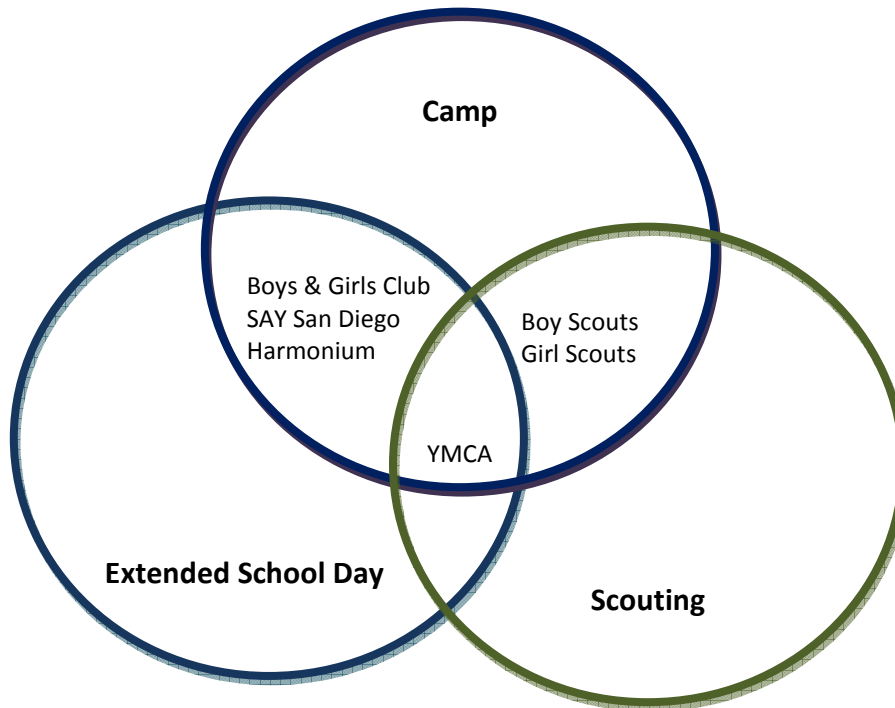 Camp
Boys & Girls Club
SAY San Diego
Harmonium
Boy Scouts
Girl Scouts
YMCA
Extended School Day
Scouting